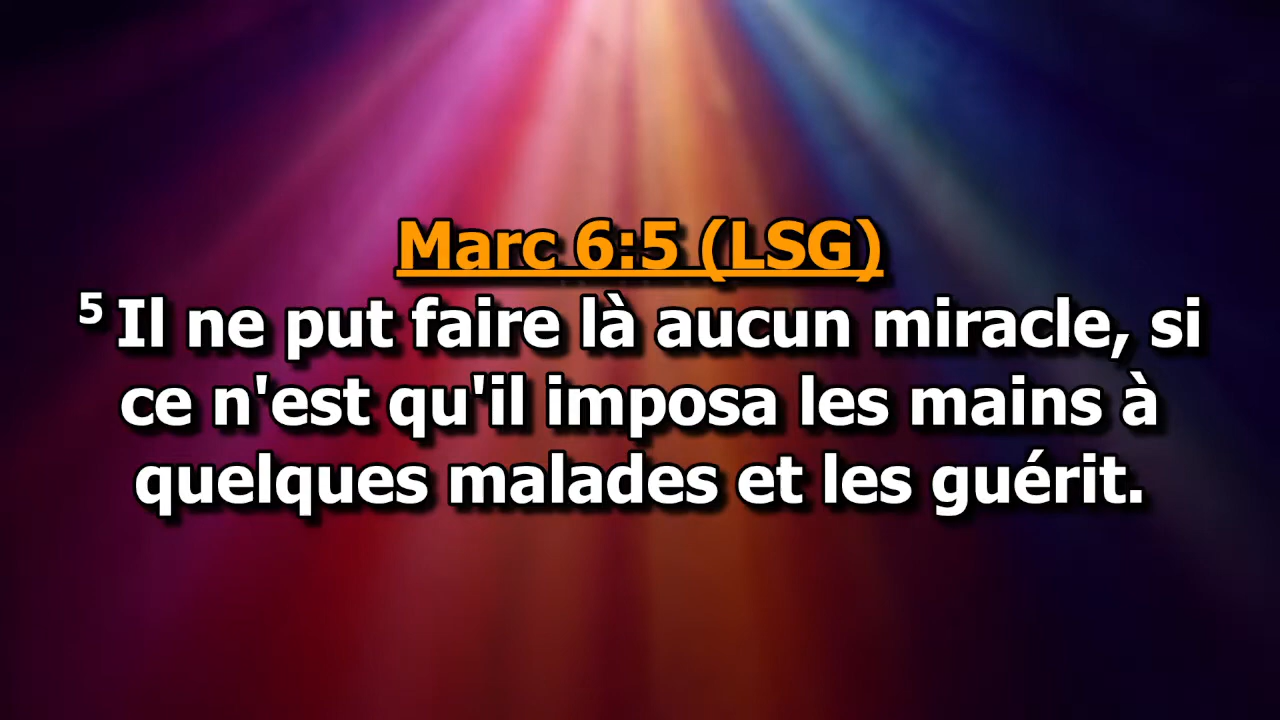 Marc 6:5 (LSG)
5 Il ne put faire là aucun miracle, si
ce n'est qu'il imposa les mains à
quelques malades et les guérit.